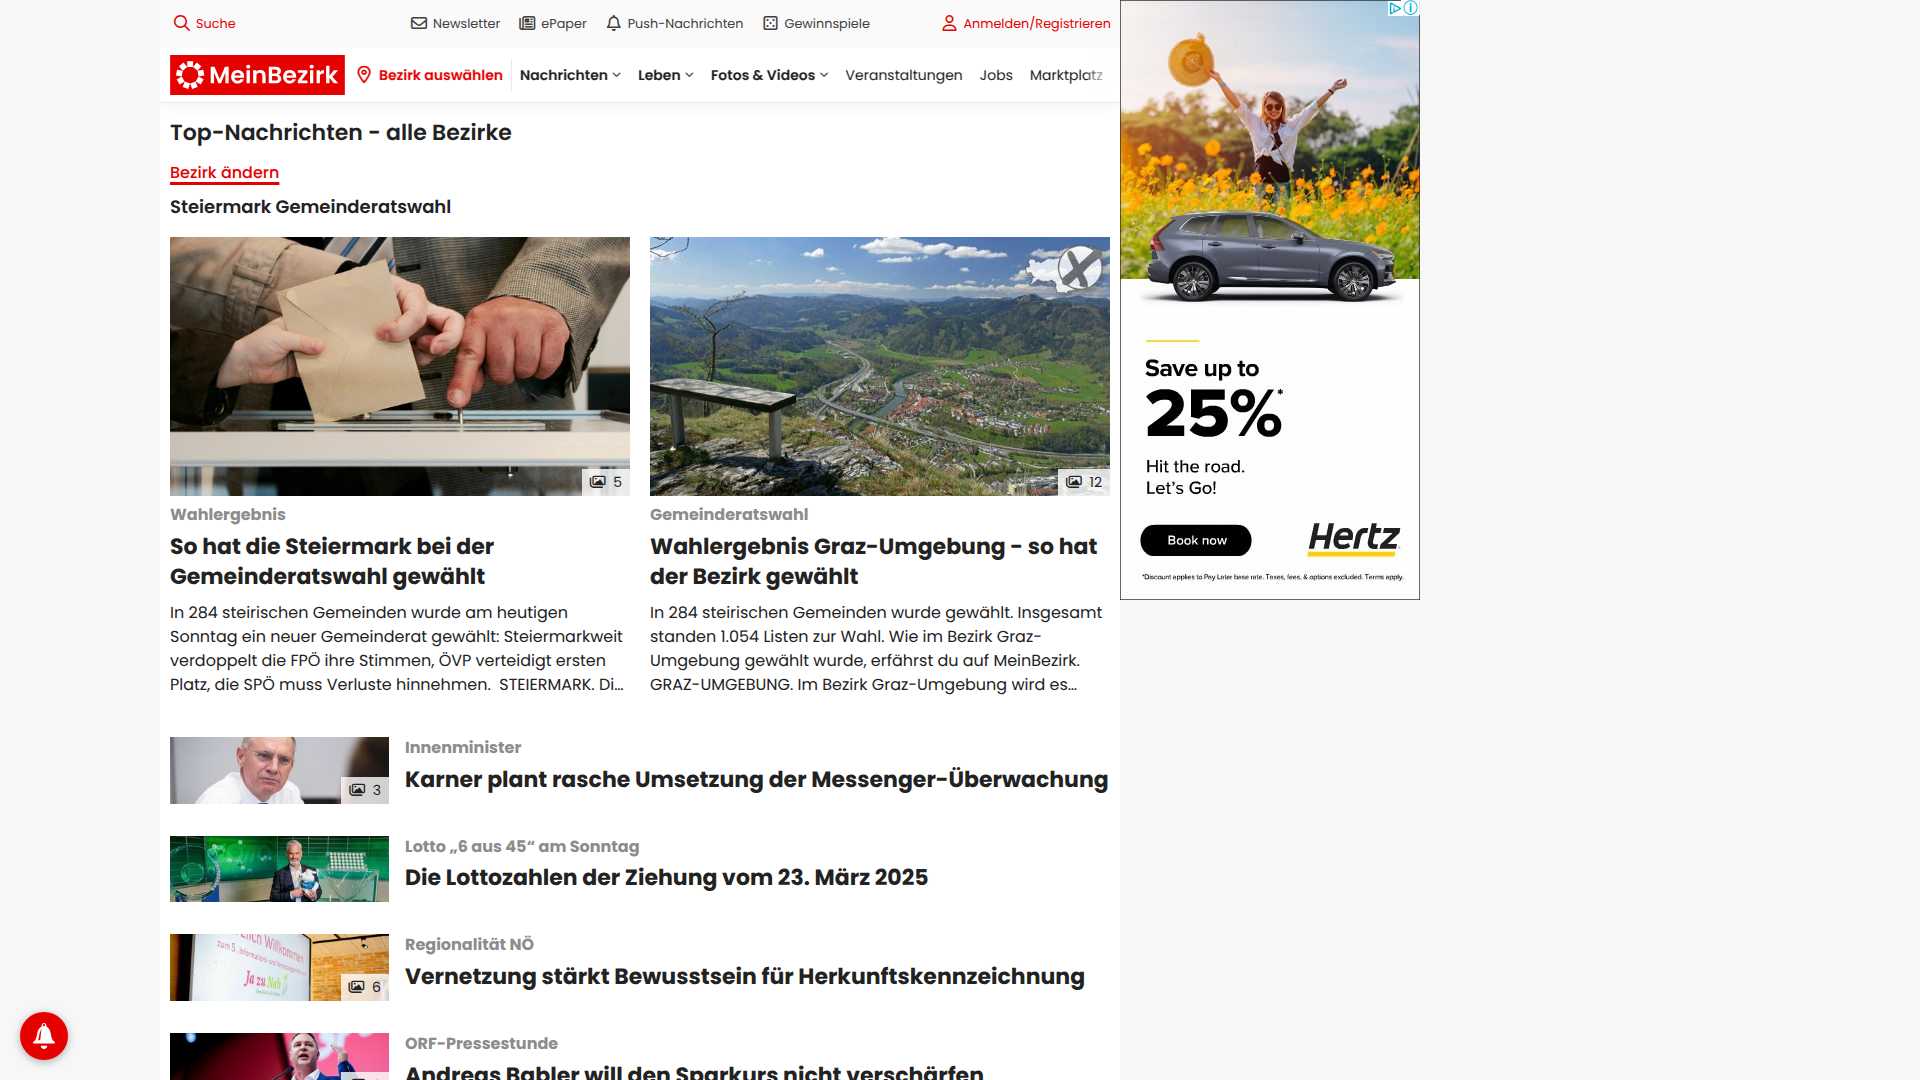 Suche
Newsletter
ePaper
Push-Nachrichten
Gewinnspiele
Anmelden/Registrieren
MeinBezirk
Bezirk auswählen
Nachrichten
Leben
Fotos & Videos
Veranstaltungen
Jobs
Marktplatz
Top-Nachrichten - alle Bezirke
Bezirk ändern
Steiermark Gemeinderatswahl
5
Wahlergebnis
So hat die Steiermark bei der
Gemeinderatswahl gewählt
In 284 steirischen Gemeinden wurde am heutigen
Sonntag ein neuer Gemeinderat gewählt: Steiermarkweit
verdoppelt die FPÖ ihre Stimmen, ÖVP verteidigt ersten
Platz, die SPÖ muss Verluste hinnehmen.  STEIERMARK. Di...
12
Gemeinderatswahl
Wahlergebnis Graz-Umgebung - so hat
der Bezirk gewählt
In 284 steirischen Gemeinden wurde gewählt. Insgesamt
standen 1.054 Listen zur Wahl. Wie im Bezirk Graz-
Umgebung gewählt wurde, erfährst du auf MeinBezirk.
GRAZ-UMGEBUNG. Im Bezirk Graz-Umgebung wird es...
3
Innenminister
Karner plant rasche Umsetzung der Messenger-Überwachung
Lotto „6 aus 45“ am Sonntag
Die Lottozahlen der Ziehung vom 23. März 2025
Willkommen
Ja zu Nah
6
Regionalität NÖ
Vernetzung stärkt Bewusstsein für Herkunftskennzeichnung
ORF-Pressestunde
Andreas Babler will den Sparkurs nicht verschärfen
Save up to
25%*
Hit the road.
Let's Go!
Book now
Hertz
*Discount applies to Pay Later base rate. Taxes, fees, & options excluded. Terms apply.